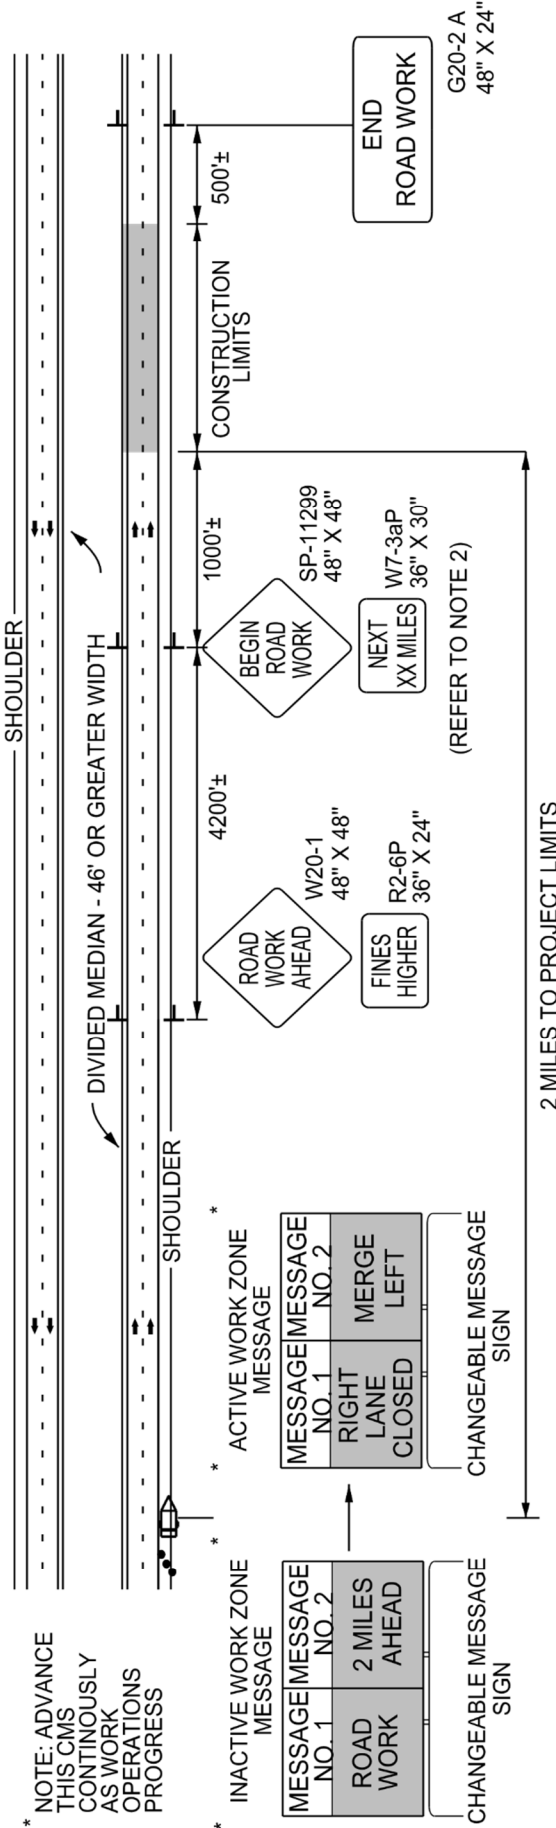 SHOULDER
DIVIDED MEDIAN - 46' OR GREATER WIDTH
SHOULDER
* NOTE: ADVANCE
THIS CMS
CONTINOUSLY
AS WORK
OPERATIONS
PROGRESS
4200'±
1000'±
CONSTRUCTION
LIMITS
500'±
* INACTIVE WORK ZONE *
MESSAGE
MESSAGE
NO. 1
MESSAGE
NO. 2
ROAD
WORK
2 MILES
AHEAD
CHANGEABLE MESSAGE
SIGN
* ACTIVE WORK ZONE *
MESSAGE
MESSAGE
NO. 1
MESSAGE
NO. 2
RIGHT
LANE
CLOSED
MERGE
LEFT
CHANGEABLE MESSAGE
SIGN
ROAD
WORK
AHEAD
W20-1
48" X 48"
FINES
HIGHER
R2-6P
36" X 24"
BEGIN
ROAD
WORK
SP-11299
48" X 48"
NEXT
XX MILES
W7-3aP
36" X 30"
(REFER TO NOTE 2)
END
ROAD WORK
G20-2 A
48" X 24"
2 MILES TO PROJECT LIMITS